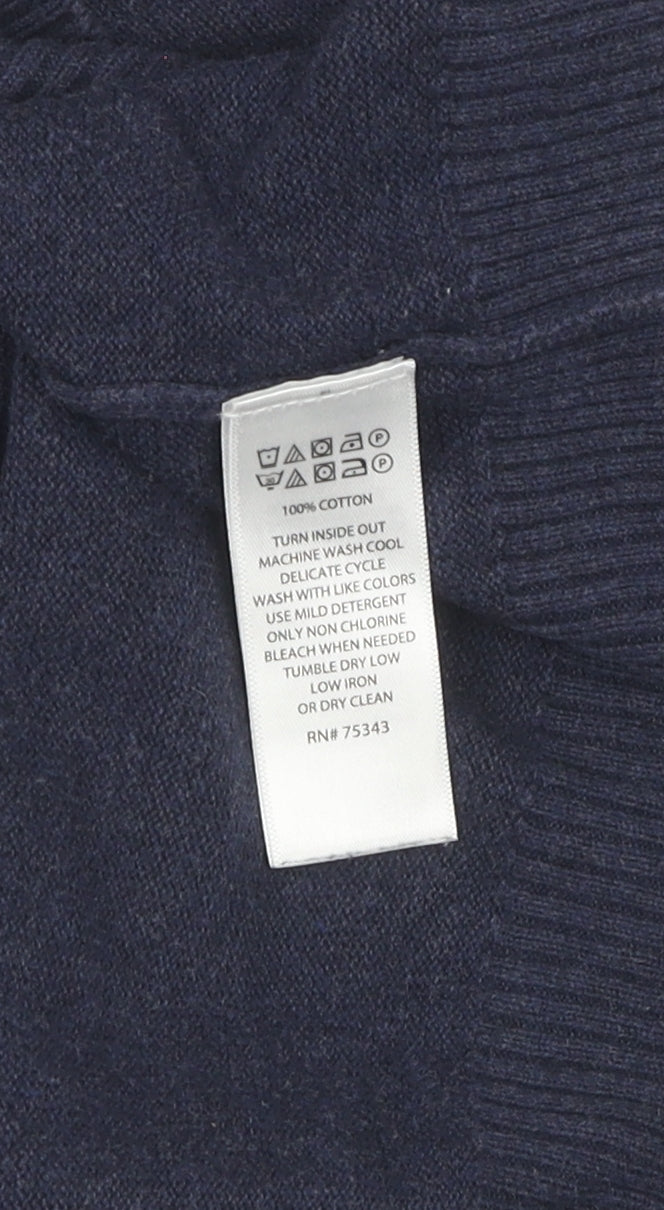 P
30 P
100% COTTON
TURN INSIDE OUT
MACHINE WASH COOL
DELICATE CYCLE
WASH WITH LIKE COLORS
USE MILD DETERGENT
ONLY NON CHLORINE
BLEACH WHEN NEEDED
TUMBLE DRY LOW
LOW IRON
OR DRY CLEAN
RN# 75343